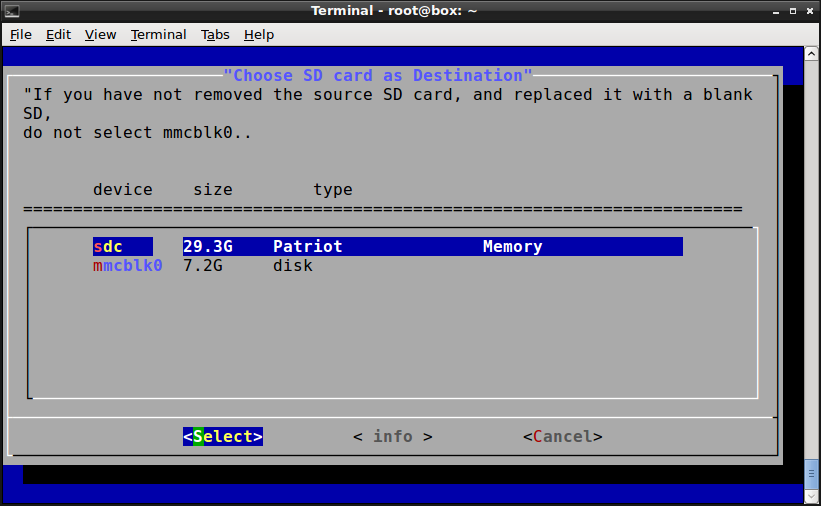 Terminal - root@box: ~
File Edit View Terminal Tabs Help
"Choose SD card as Destination"
"If you have not removed the source SD card, and replaced it with a blank
SD,
do not select mmcblk0..
device size type
========================================================================
sdc 29.3G Patriot Memory
mmcblk0 7.2G disk
<Select> < info > <Cancel>